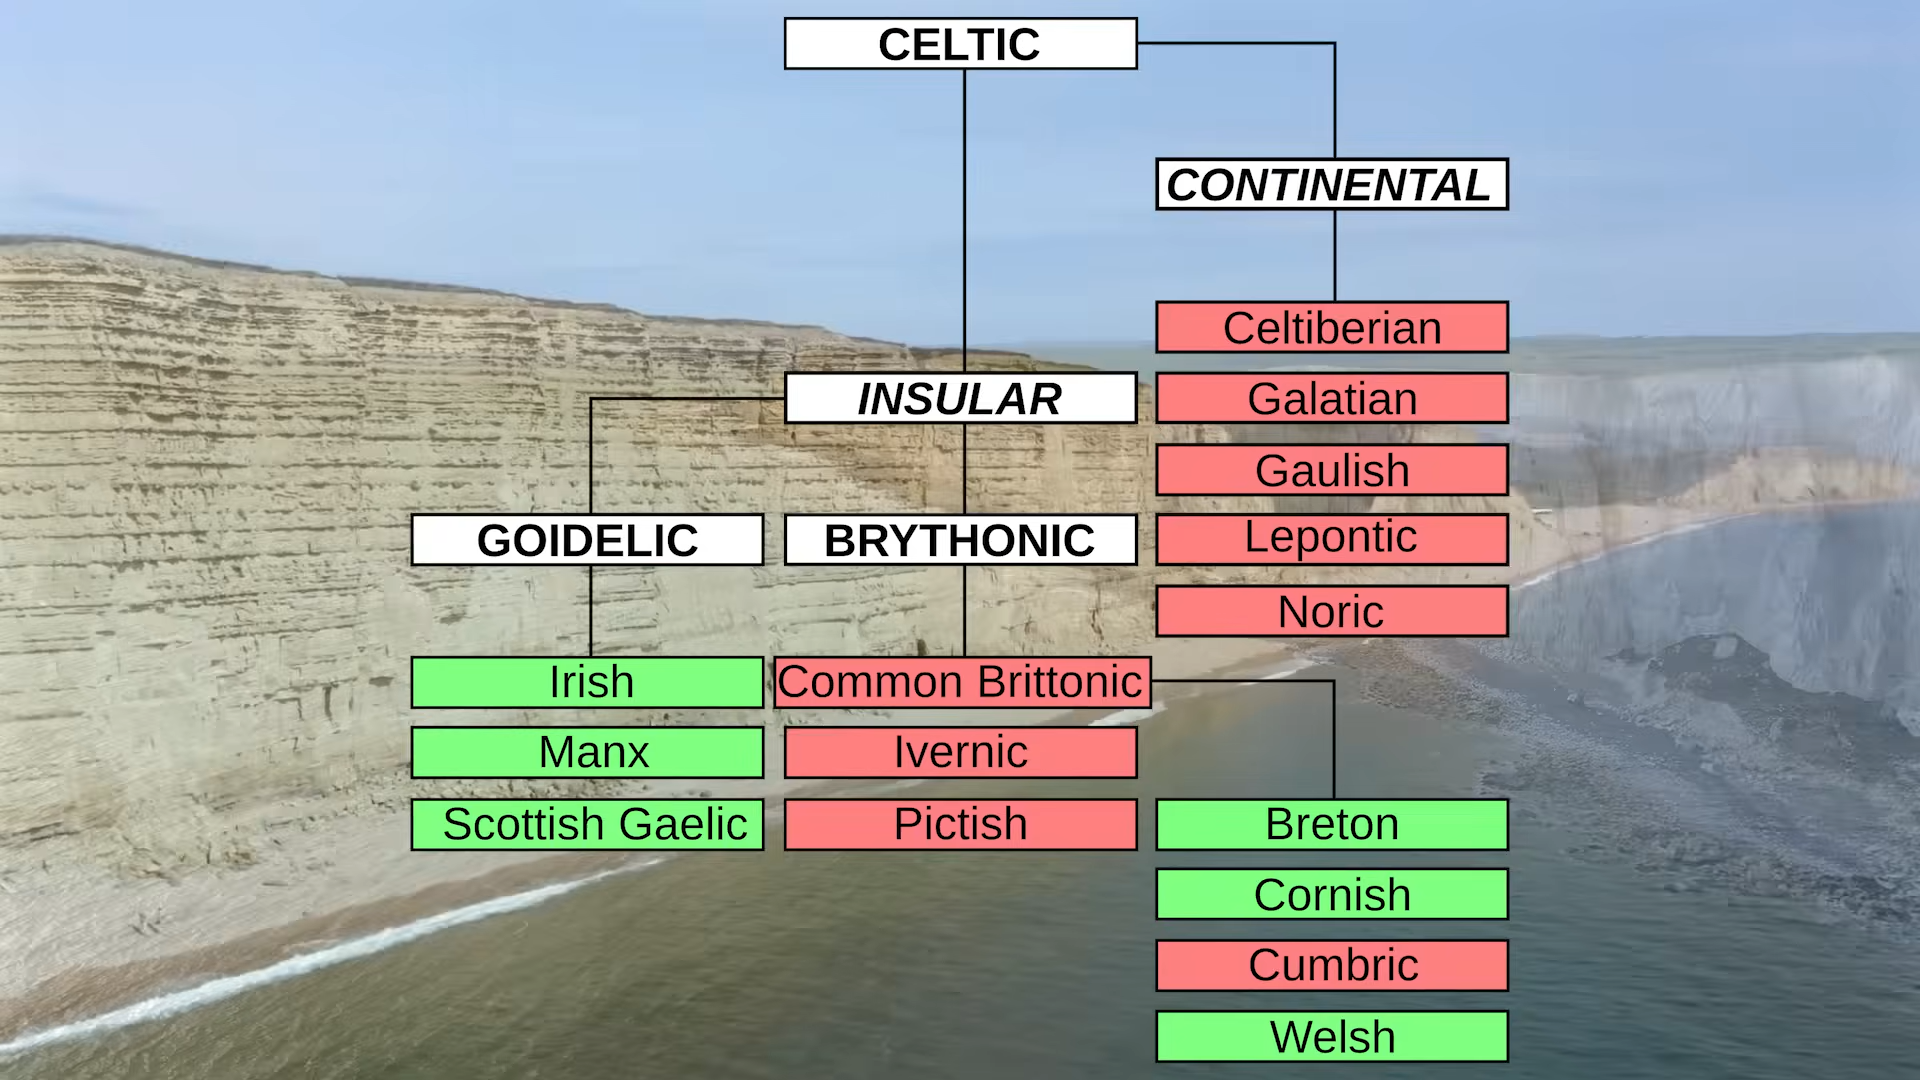 CELTIC
CONTINENTAL
Celtiberian
Galatian
Gaulish
Lepontic
Noric
INSULAR
GOIDELIC
BRYTHONIC
Irish
Manx
Scottish Gaelic
Common Brittonic
Ivernic
Pictish
Breton
Cornish
Cumbric
Welsh